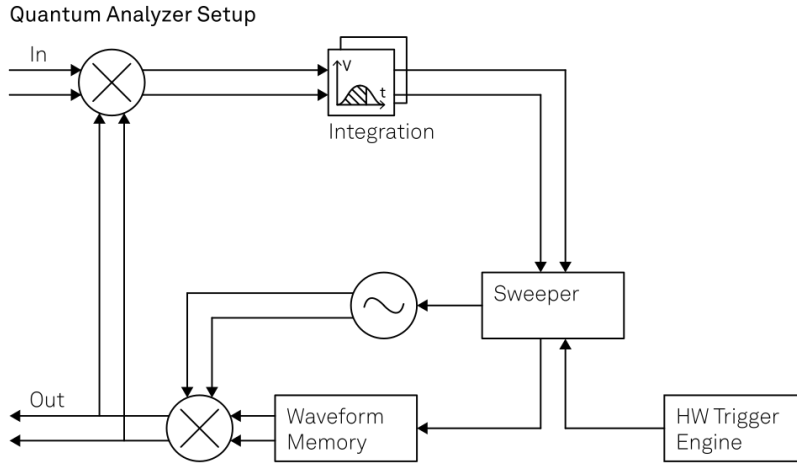 Quantum Analyzer Setup
In
V
t
Integration
Sweeper
Out
Waveform
Memory
HW Trigger
Engine